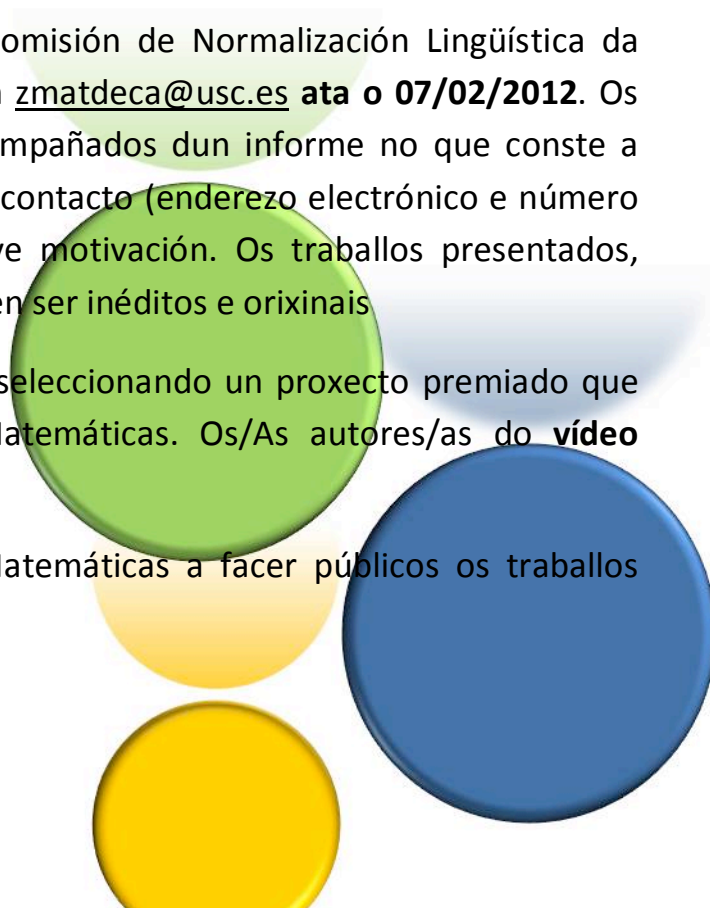 omisión de Normalización Lingüística da
zmatdeca@usc.es ata o 07/02/2012. Os
mpañados dun informe no que conste a
contacto (enderezo electrónico e número
ve motivación. Os traballos presentados,
en ser inéditos e orixinais
seleccionando un proxecto premiado que
Matemáticas. Os/As autores/as do vídeo
Matemáticas a facer públicos os traballos